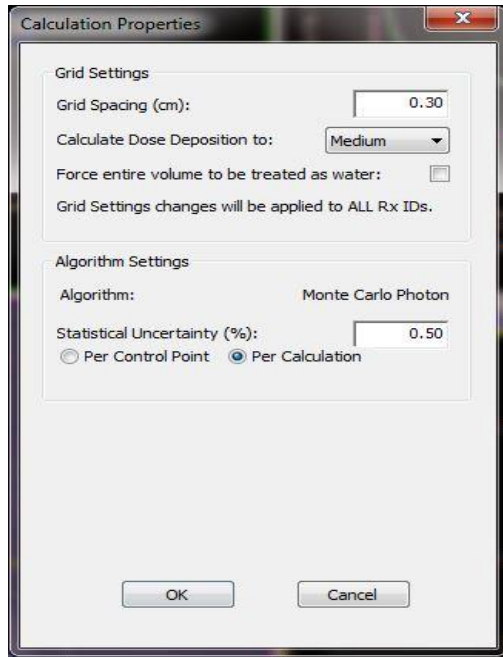 Calculation Properties
Grid Settings
Grid Spacing (cm): 0.30
Calculate Dose Deposition to: Medium
Force entire volume to be treated as water:
Grid Settings changes will be applied to ALL Rx IDs.
Algorithm Settings
Algorithm: Monte Carlo Photon
Statistical Uncertainty (%): 0.50
Per Control Point Per Calculation
OK Cancel